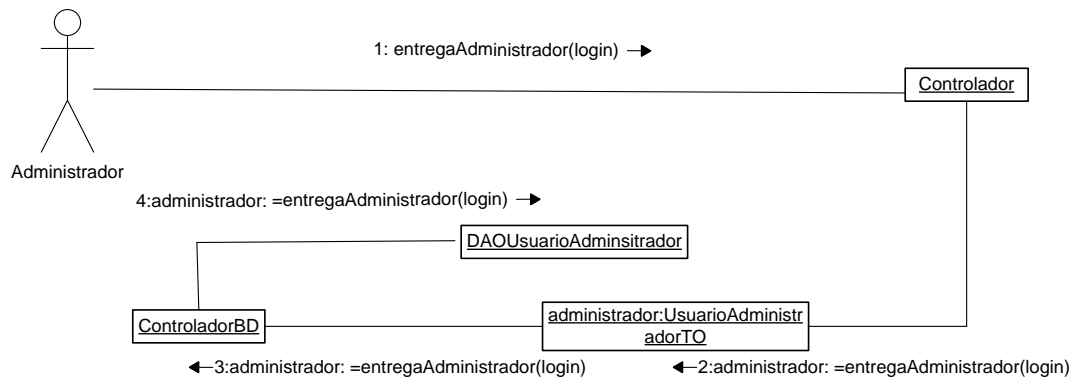 1: entregaAdministrador(login)
Controlador
Administrador
4:administrador: =entregaAdministrador(login)
DAOUsuarioAdminsitrador
ControladorBD
administrador:UsuarioAdministr
adorTO
3:administrador: =entregaAdministrador(login)
2:administrador: =entregaAdministrador(login)